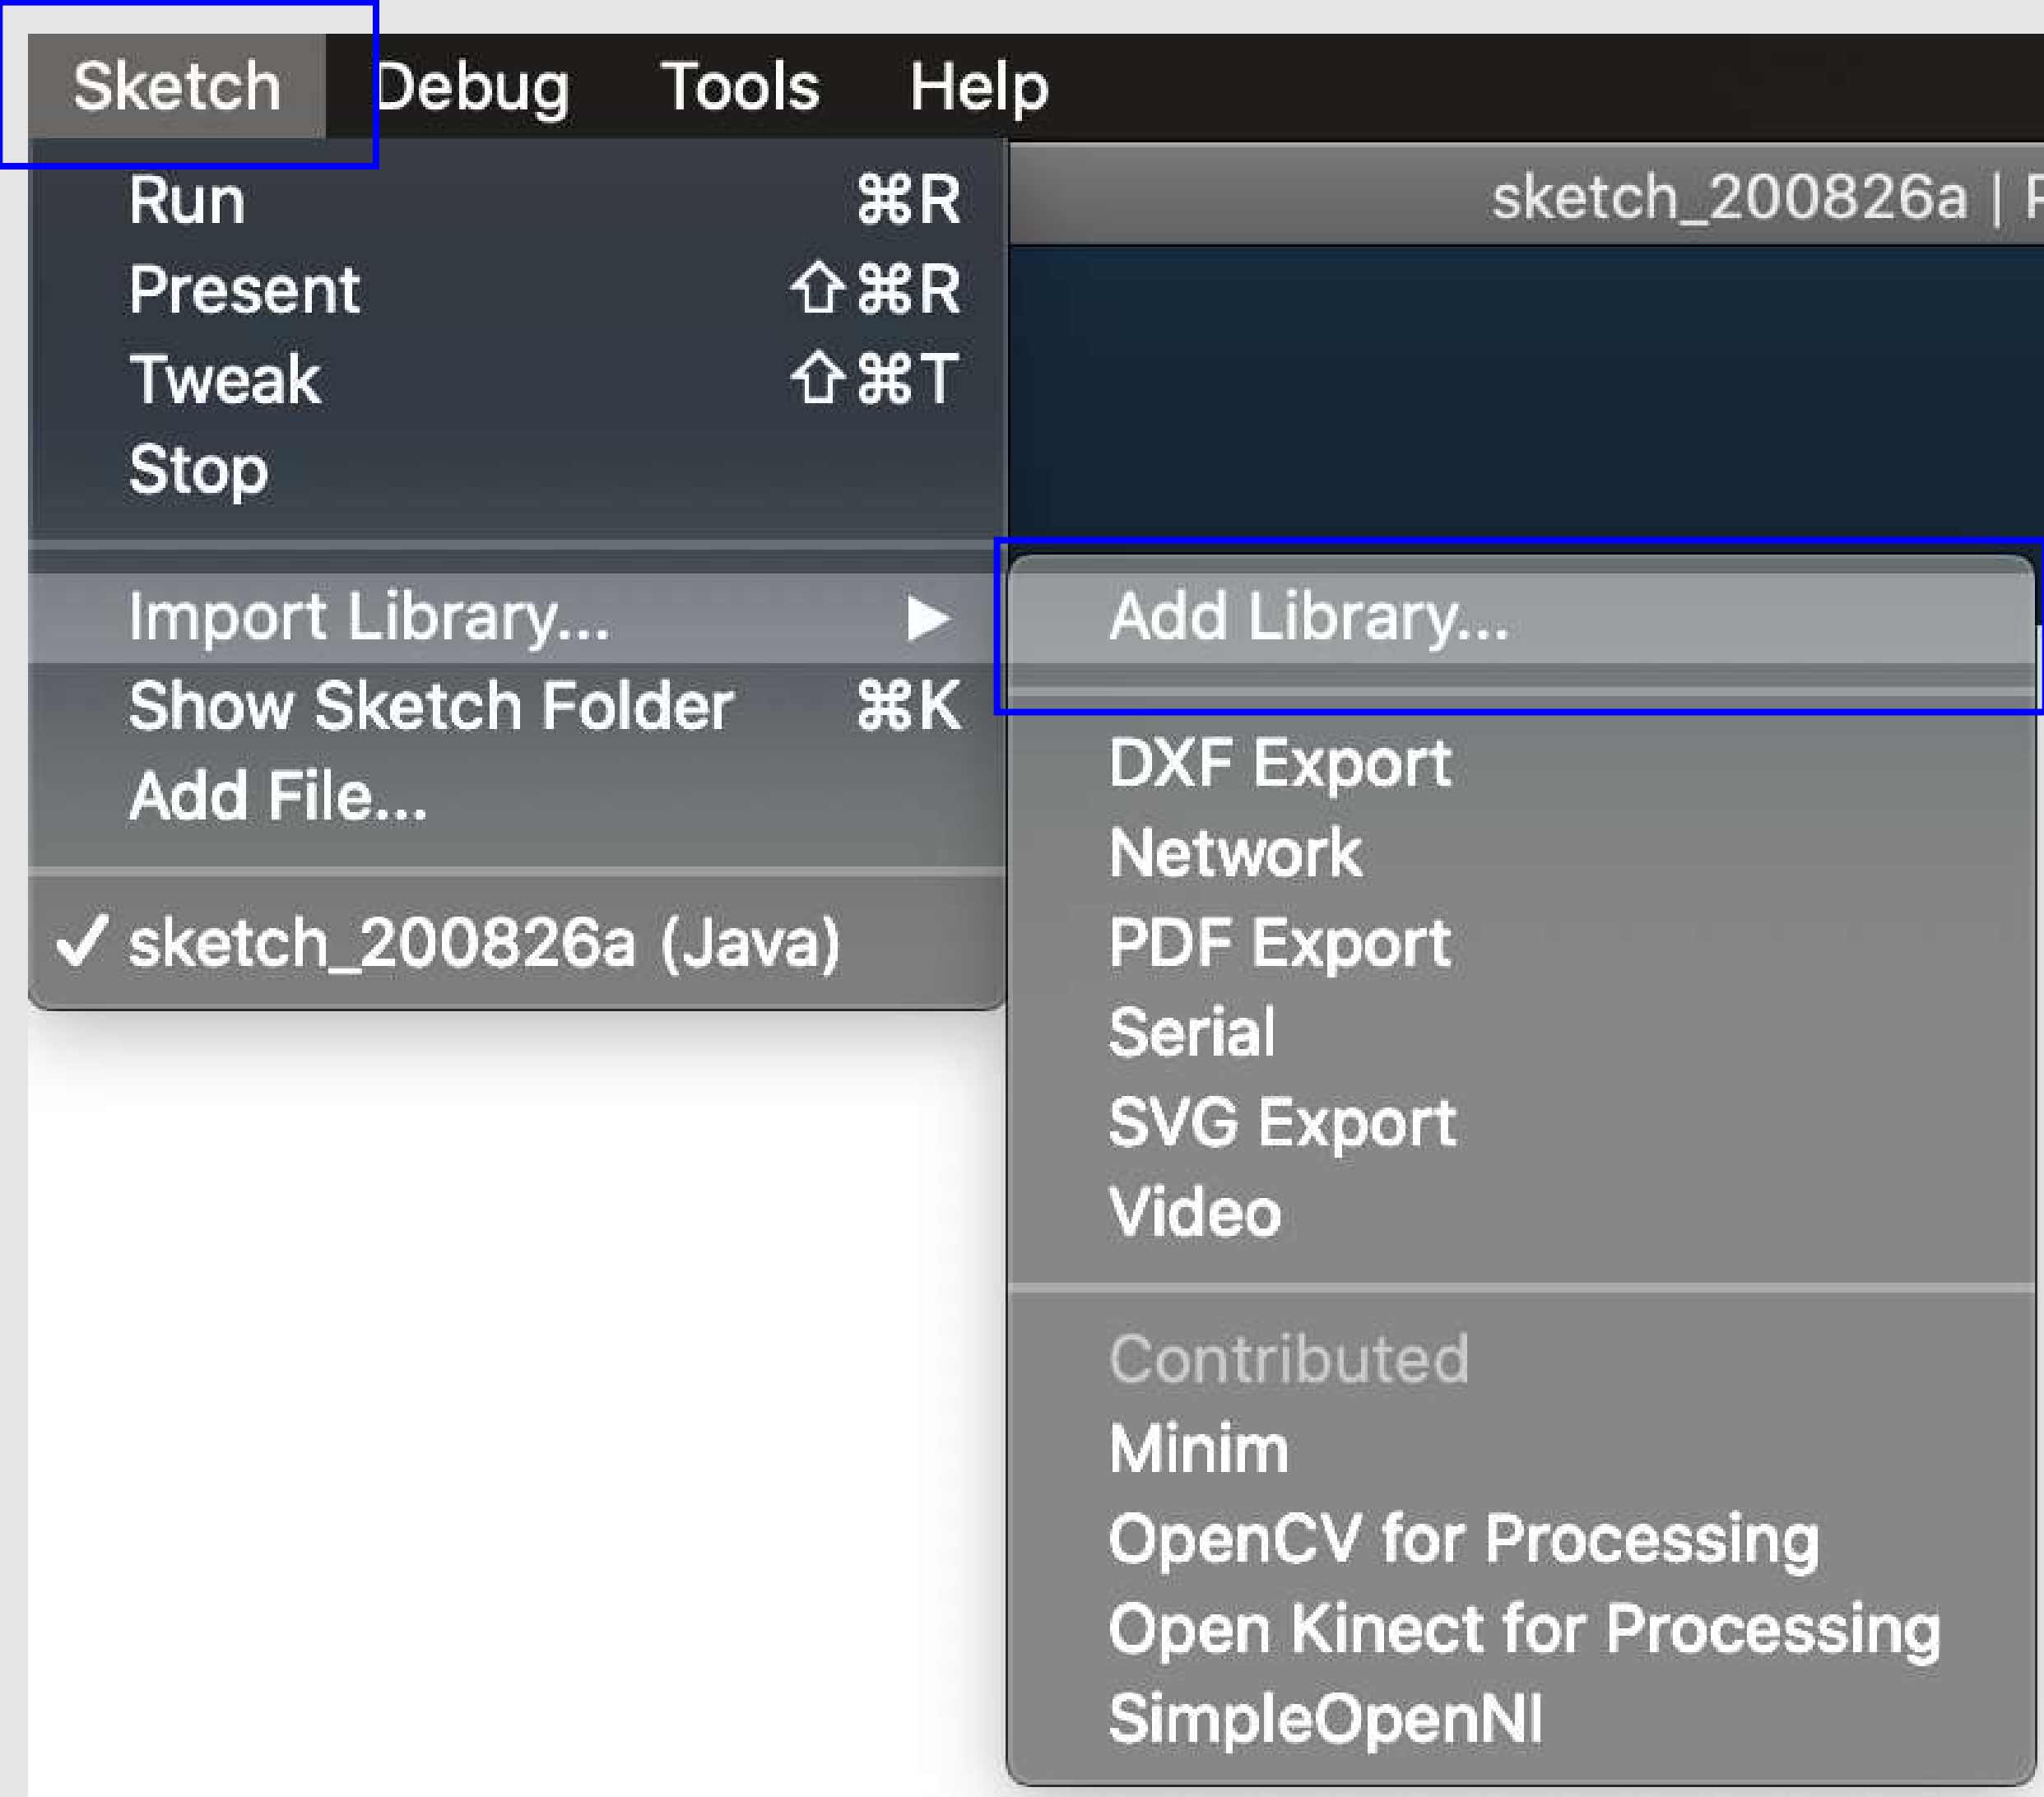 Sketch Debug Tools Help
sketch_200826a |
Run ⌘R
Present ⇧⌘R
Tweak ⇧⌘T
Stop
Import Library... ▶
Show Sketch Folder ⌘K
Add File...
✓ sketch_200826a (Java)
Add Library...
DXF Export
Network
PDF Export
Serial
SVG Export
Video
Contributed
Minim
OpenCV for Processing
Open Kinect for Processing
SimpleOpenNI